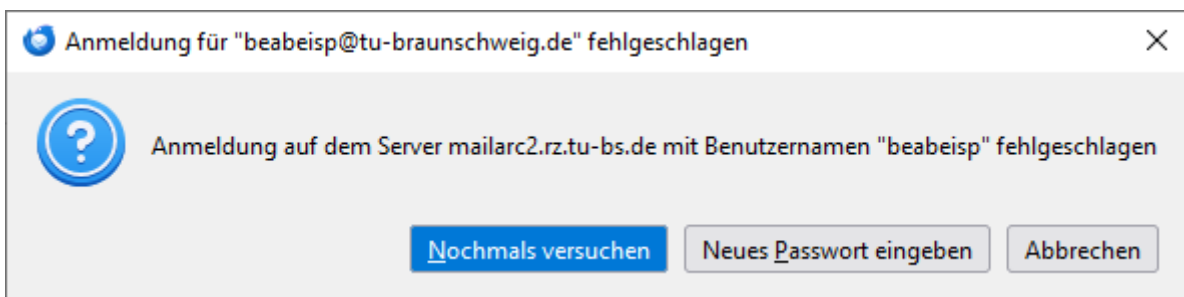 Anmeldung für "beabeisp@tu-braunschweig.de" fehlgeschlagen
Anmeldung auf dem Server mailarc2.rz.tu-bs.de mit Benutzernamen "beabeisp" fehlgeschlagen
Nochmals versuchen Neues Passwort eingeben Abbrechen